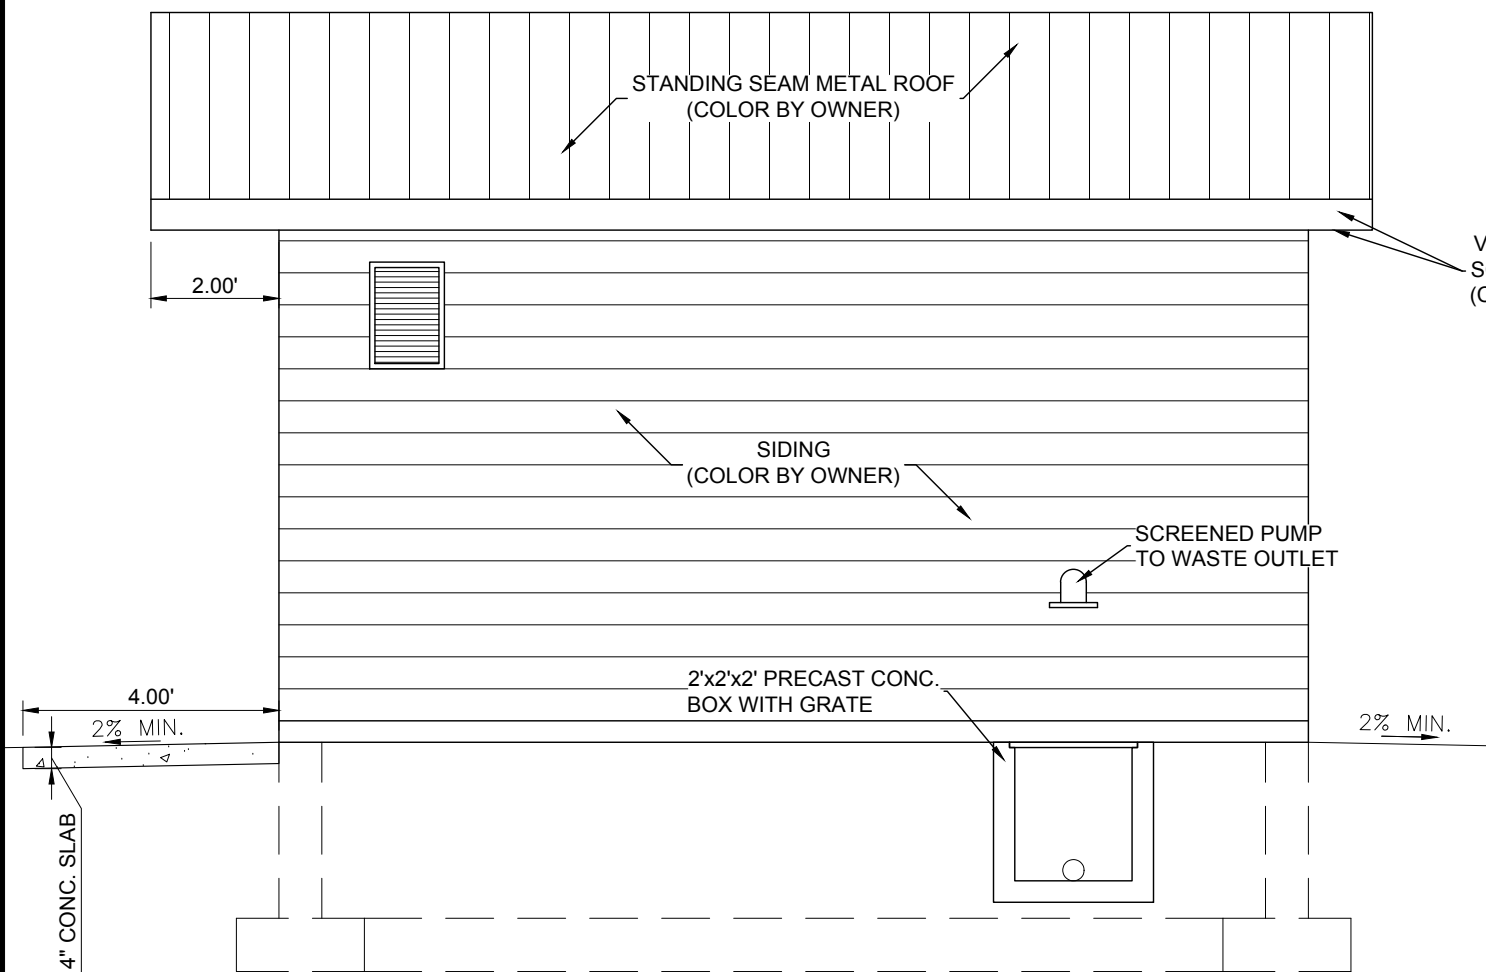 STANDING SEAM METAL ROOF
(COLOR BY OWNER)
2.00'
SIDING
(COLOR BY OWNER)
SCREENED PUMP
TO WASTE OUTLET
2'x2'x2' PRECAST CONC.
BOX WITH GRATE
4.00'
2% MIN.
2% MIN.
4" CONC. SLAB